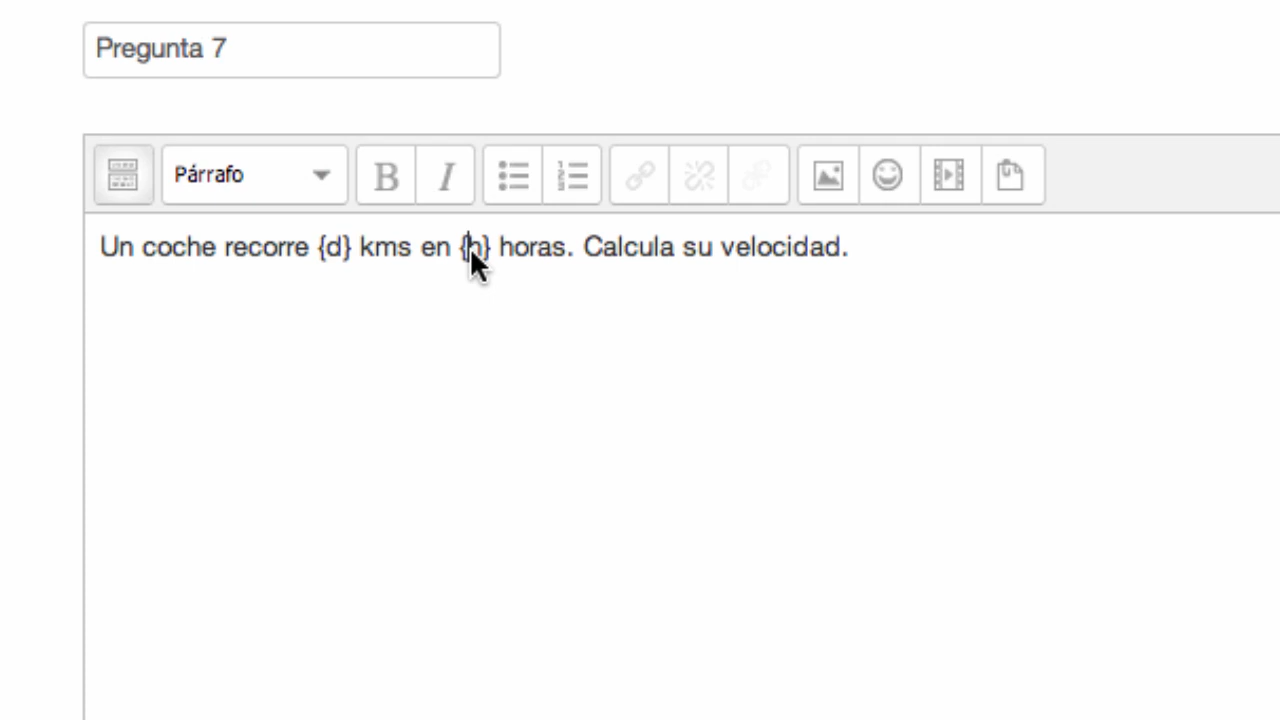 Pregunta 7
Párrafo
B I
Un coche recorre {d} kms en {h} horas. Calcula su velocidad.